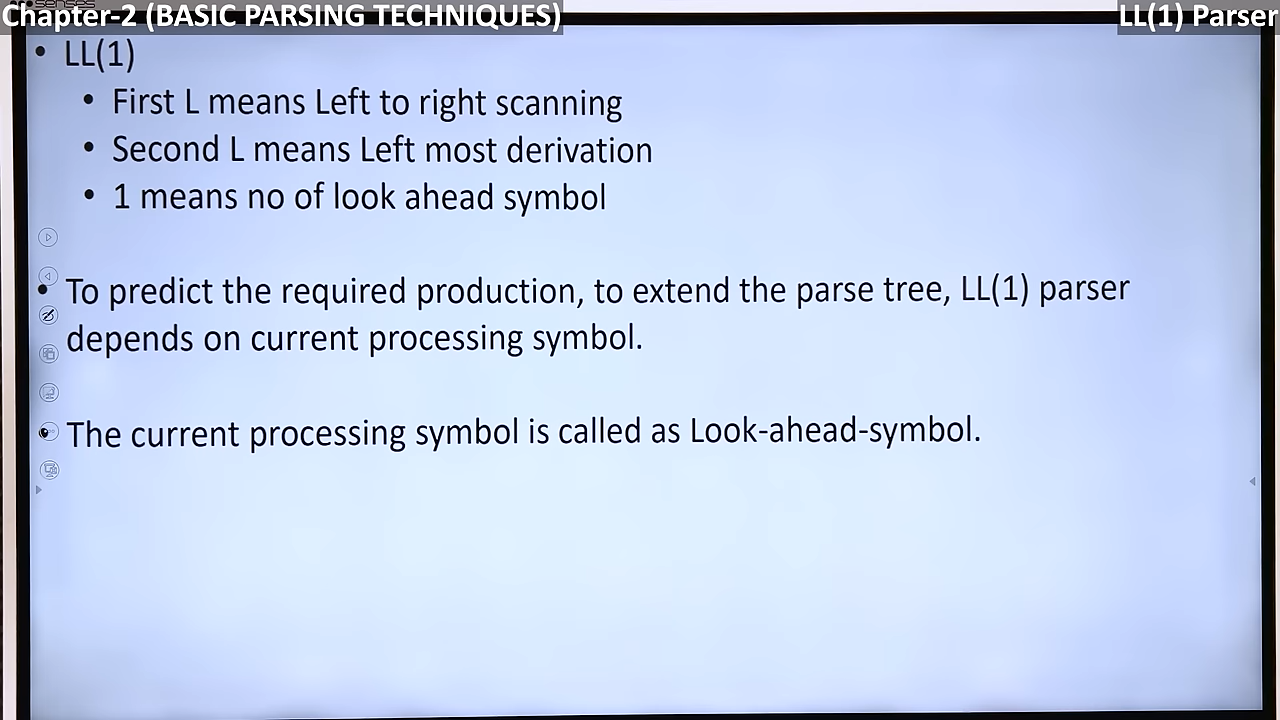 Chapter-2 (BASIC PARSING TECHNIQUES)
LL(1) Parser
• LL(1)
• First L means Left to right scanning
• Second L means Left most derivation
• 1 means no of look ahead symbol
• To predict the required production, to extend the parse tree, LL(1) parser
depends on current processing symbol.
• The current processing symbol is called as Look-ahead-symbol.